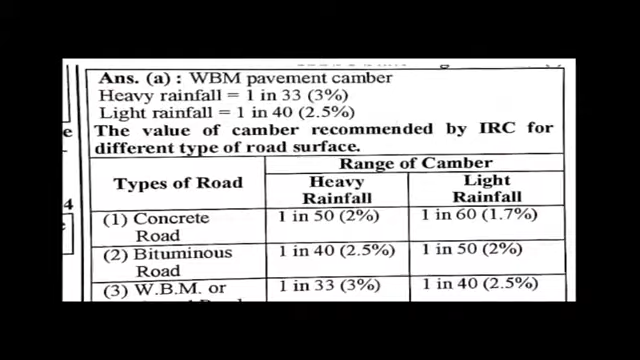 Ans. (a) : WBM pavement camber
Heavy rainfall = 1 in 33 (3%)
Light rainfall = 1 in 40 (2.5%)
The value of camber recommended by IRC for
different type of road surface.
Types of Road
Range of Camber
Heavy Rainfall
Light Rainfall
(1) Concrete Road
1 in 50 (2%)
1 in 60 (1.7%)
(2) Bituminous Road
1 in 40 (2.5%)
1 in 50 (2%)
(3) W.B.M. or
1 in 33 (3%)
1 in 40 (2.5%)
e
4
e